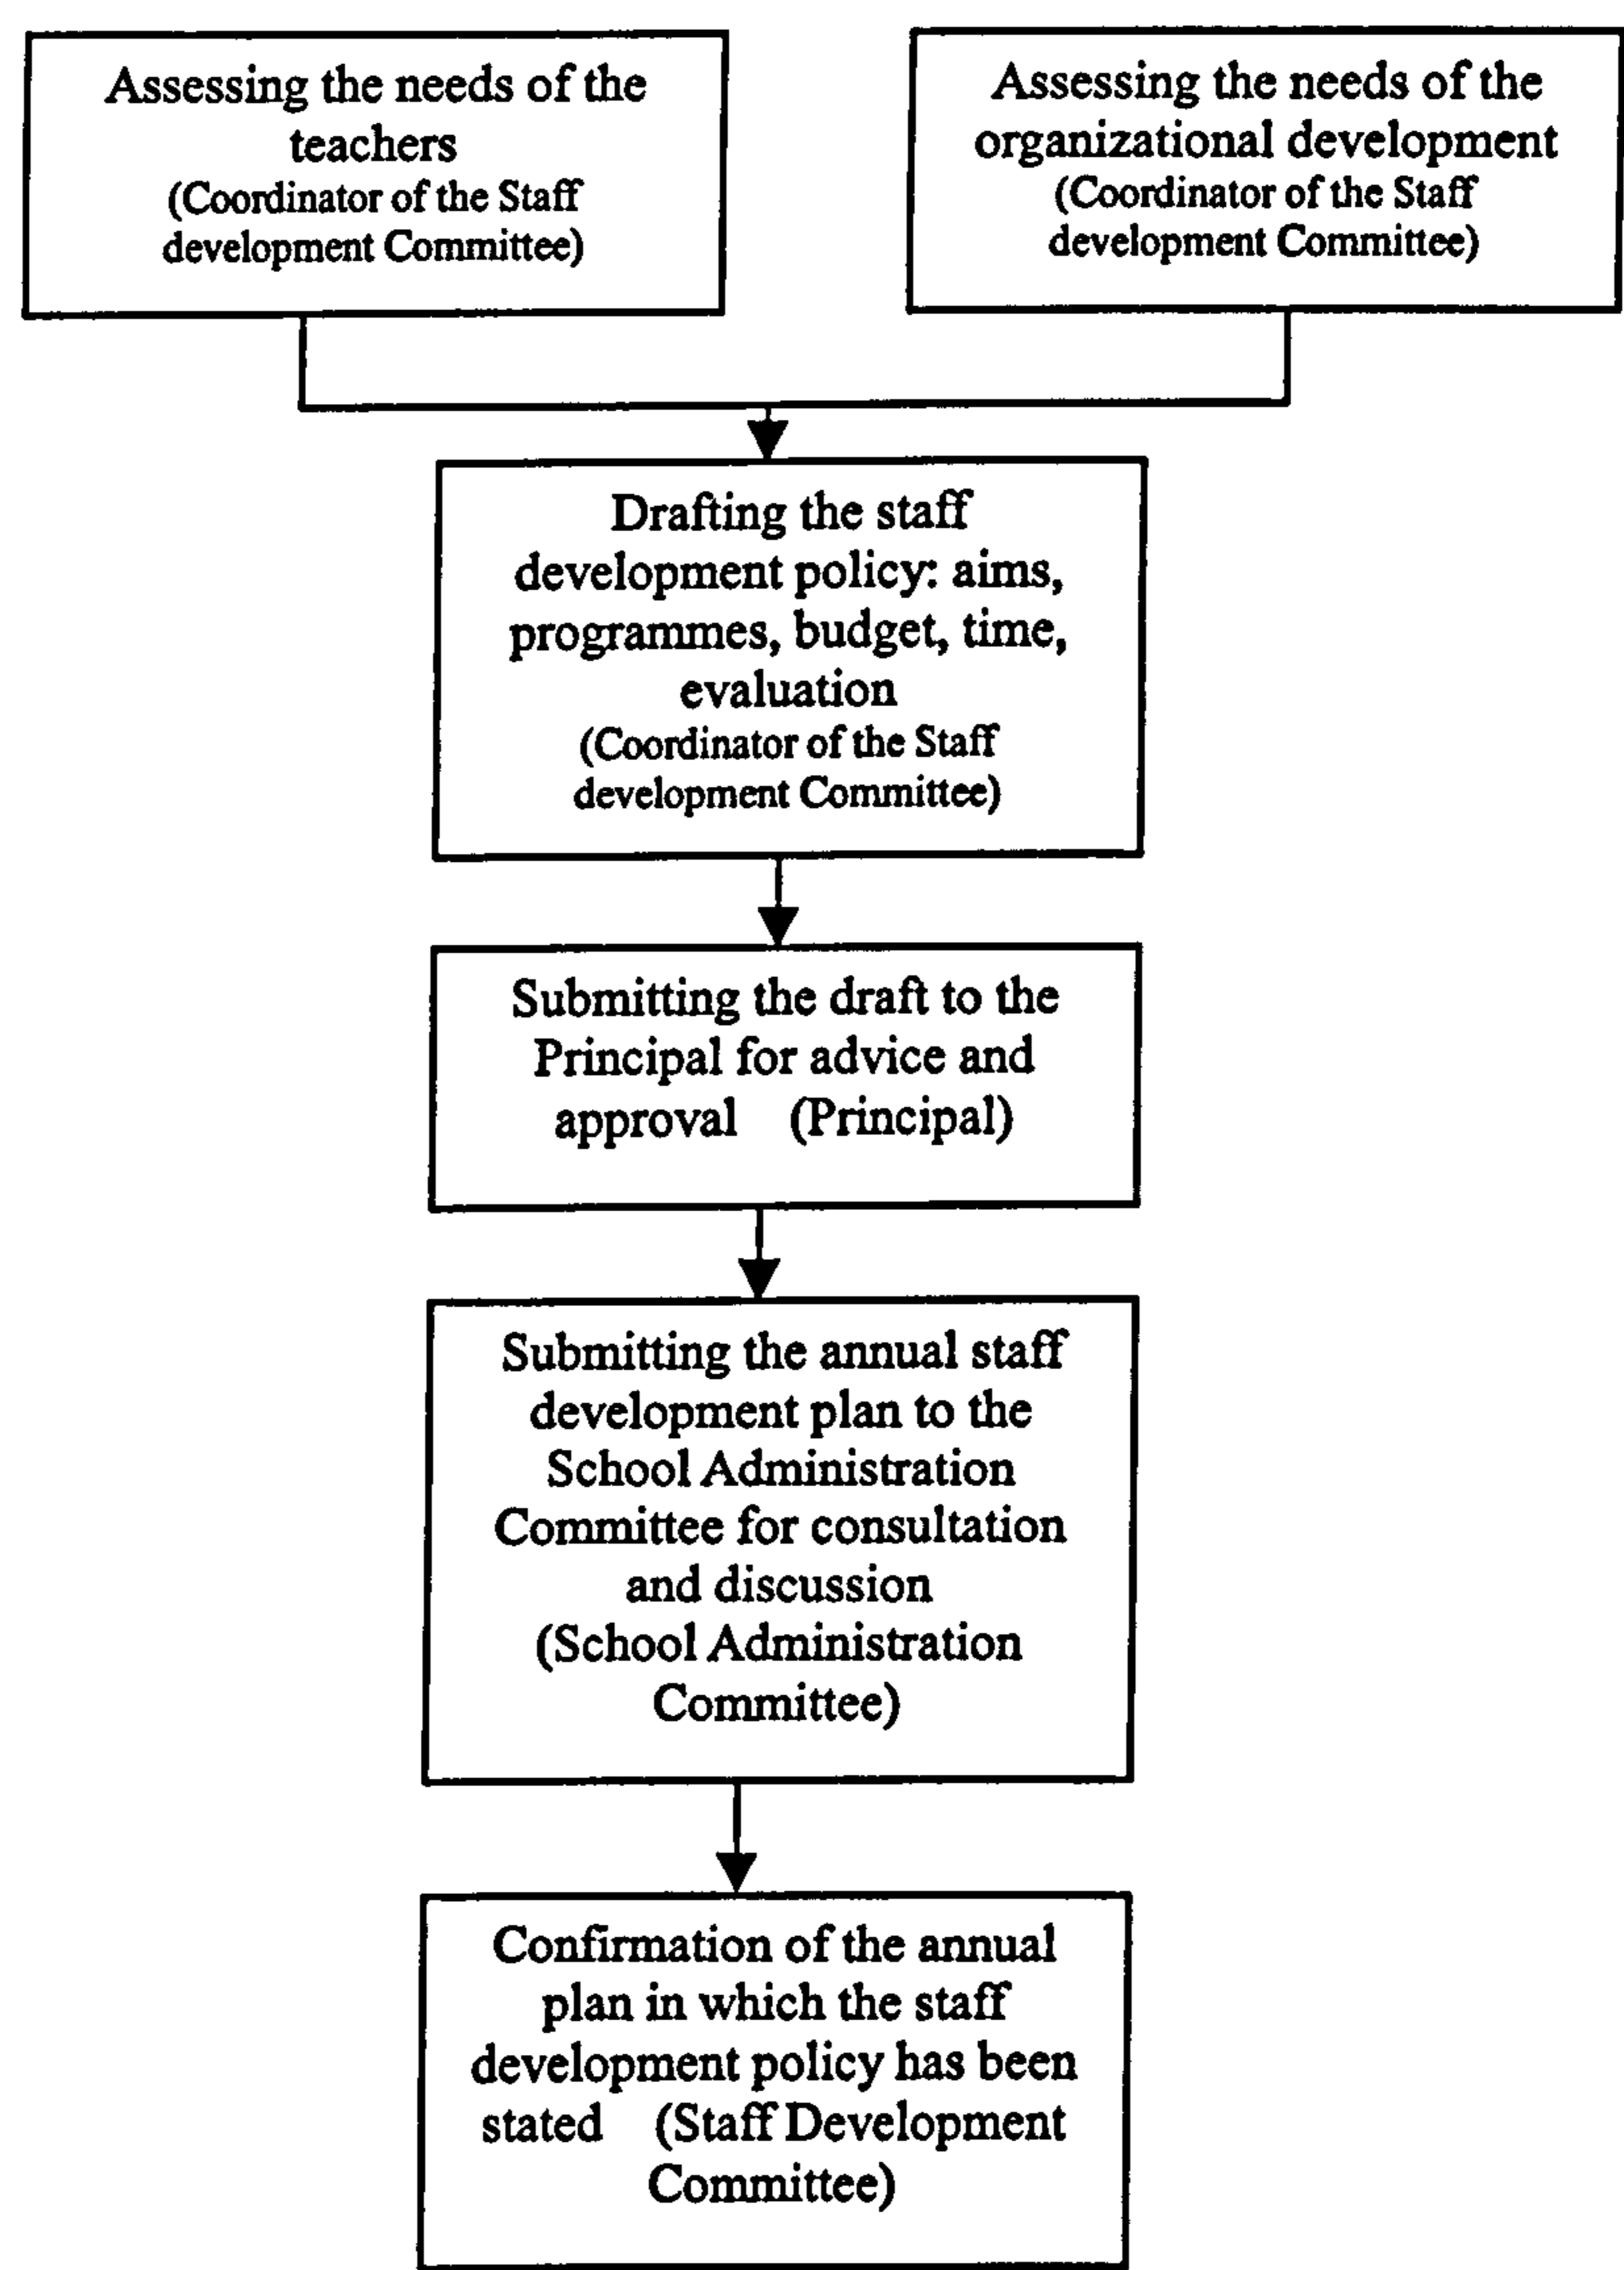 Assessing the needs of the
teachers
(Coordinator of the Staff
development Committee)
Assessing the needs of the
organizational development
(Coordinator of the Staff
development Committee)
Drafting the staff
development policy: aims,
programmes, budget, time,
evaluation
(Coordinator of the Staff
development Committee)
Submitting the draft to the
Principal for advice and
approval (Principal)
Submitting the annual staff
development plan to the
School Administration
Committee for consultation
and discussion
(School Administration
Committee)
Confirmation of the annual
plan in which the staff
development policy has been
stated (Staff Development
Committee)